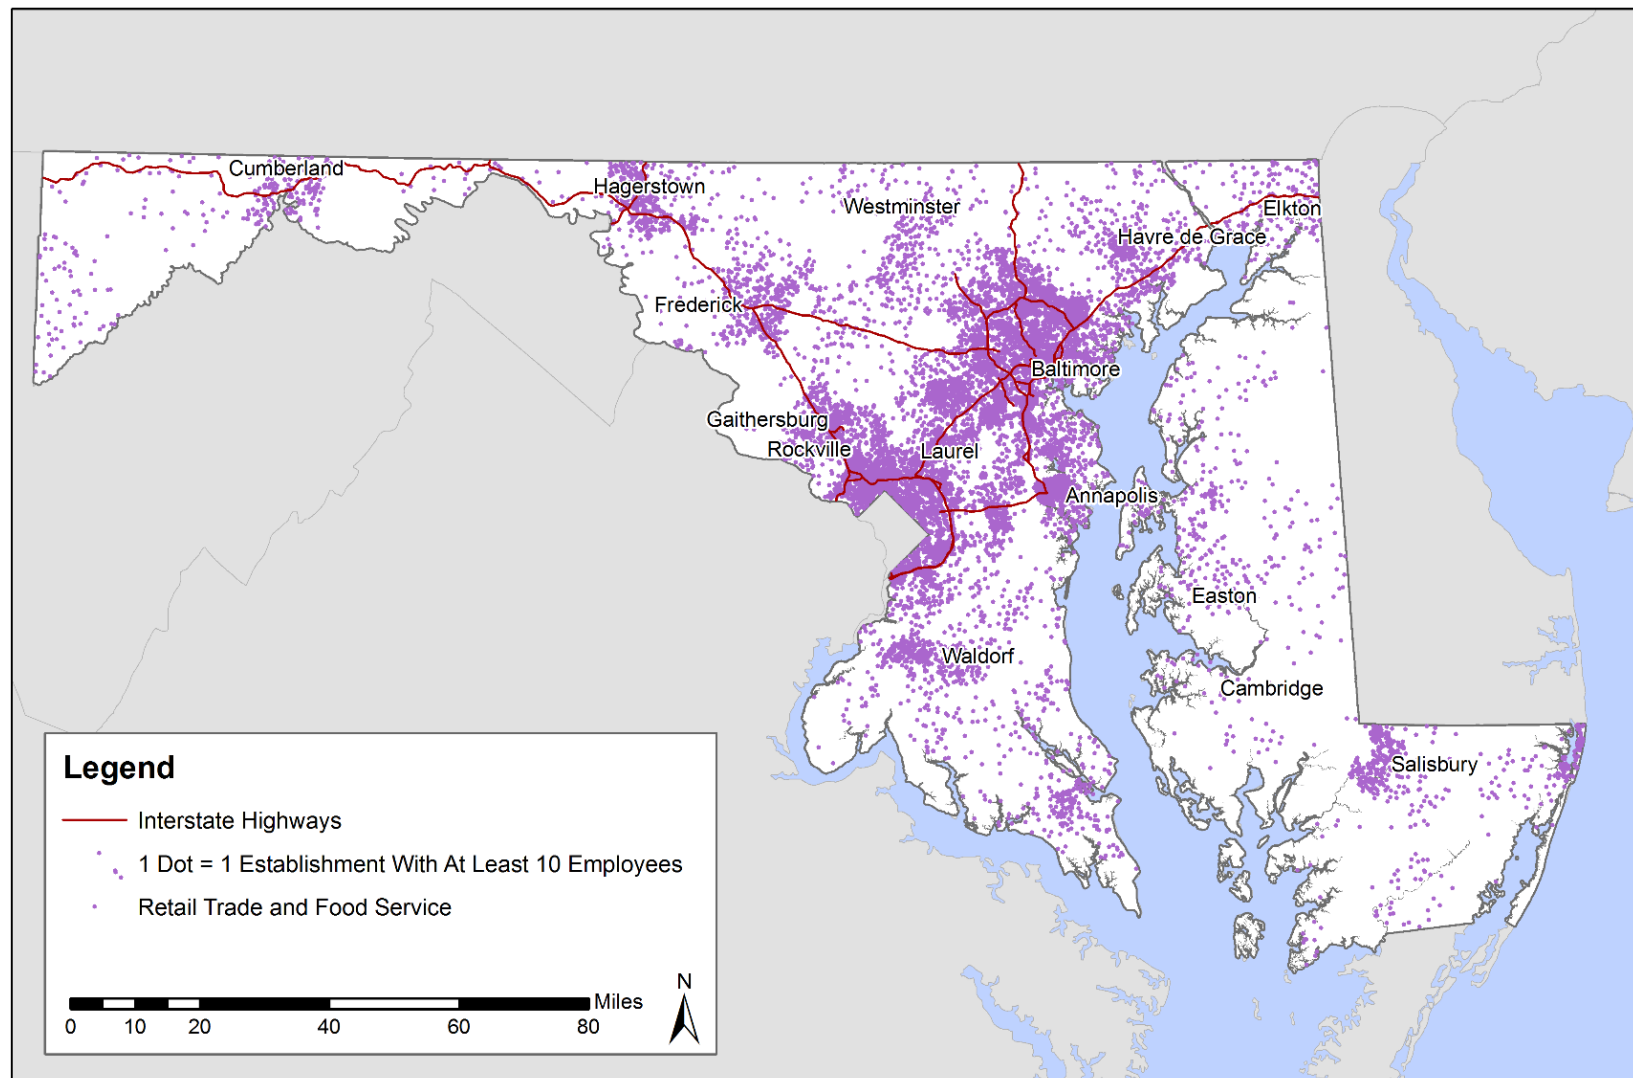 Cumberland
Hagerstown
Westminster
Elkton
Havre de Grace
Frederick
Baltimore
Gaithersburg
Rockville
Laurel
Annapolis
Easton
Waldorf
Cambridge
Salisbury
Legend
Interstate Highways
1 Dot = 1 Establishment With At Least 10 Employees
Retail Trade and Food Service
N
Miles
0 10 20 40 60 80